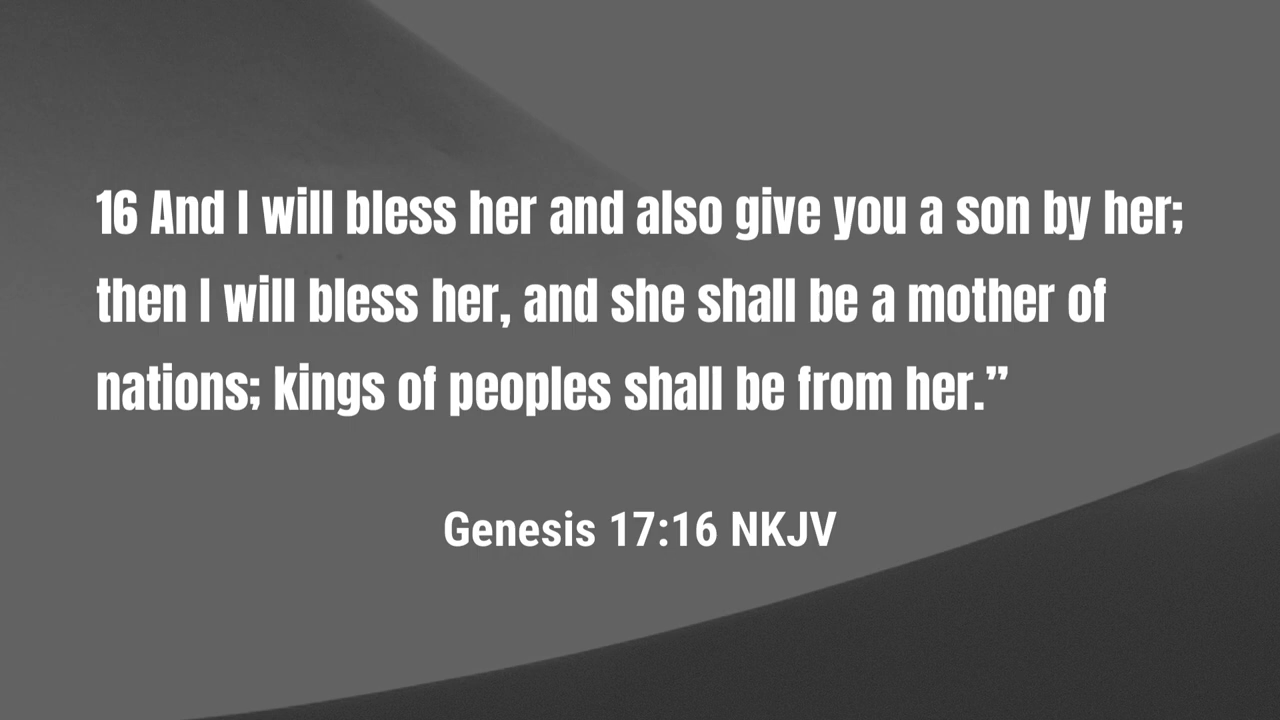 16 And I will bless her and also give you a son by her;
then I will bless her, and she shall be a mother of
nations; kings of peoples shall be from her.”
Genesis 17:16 NKJV